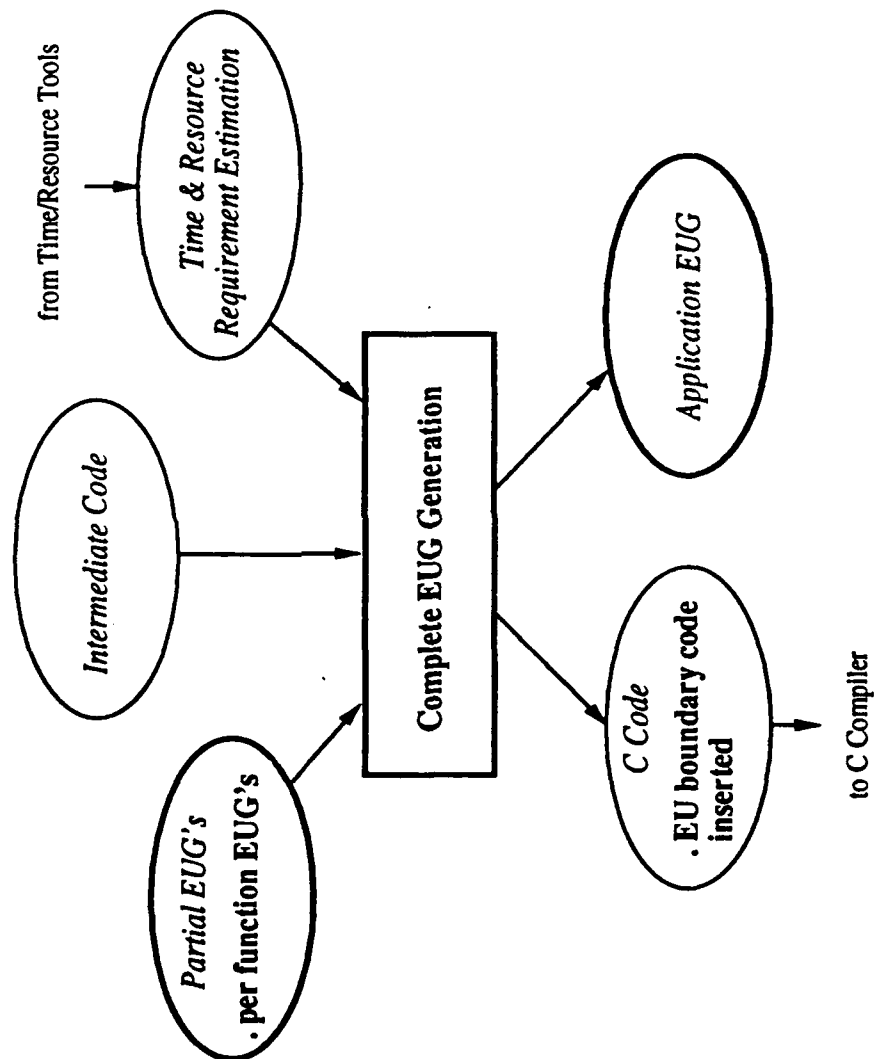 from Time/Resource Tools
Time & Resource
Requirement Estimation
Intermediate Code
Partial EUG's
. per function EUG's
Complete EUG Generation
Application EUG
C Code
. EU boundary code
inserted
to C Compiler